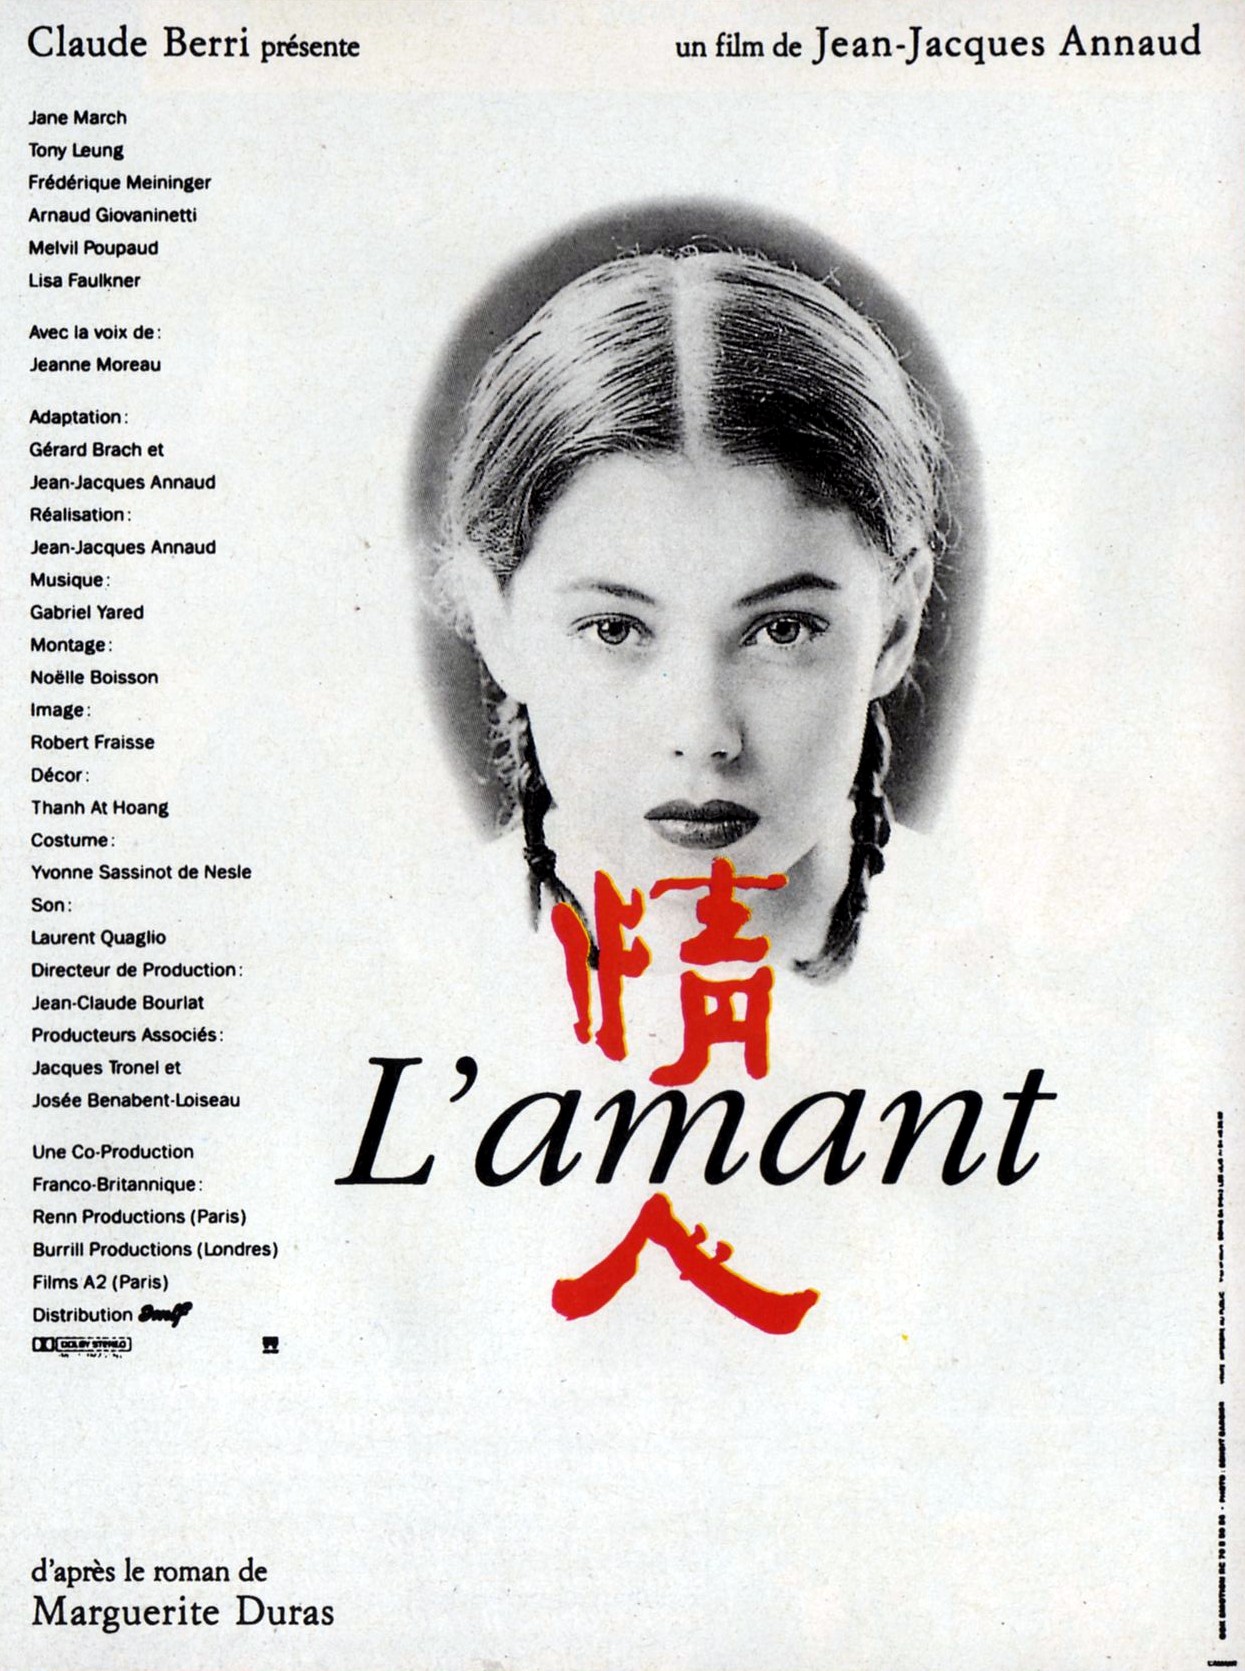 Claude Berri présente
un film de Jean-Jacques Annaud
Jane March
Tony Leung
Frédérique Meininger
Arnaud Giovaninetti
Melvil Poupaud
Lisa Faulkner
Avec la voix de:
Jeanne Moreau
Adaptation:
Gérard Brach et
Jean-Jacques Annaud
Réalisation:
Jean-Jacques Annaud
Musique:
Gabriel Yared
Montage:
Noëlle Boisson
Image:
Robert Fraisse
Décor:
Thanh At Hoang
Costume:
Yvonne Sassinot de Nesle
Son:
Laurent Quaglio
Directeur de Production:
Jean-Claude Bourlat
Producteurs Associés:
Jacques Tronel et
Josée Benabent-Loiseau
Une Co-Production
Franco-Britannique:
Renn Productions (Paris)
Burrill Productions (Londres)
Films A2 (Paris)
Distribution
DOLBY STEREO
情
L'amant
人
d'après le roman de
Marguerite Duras